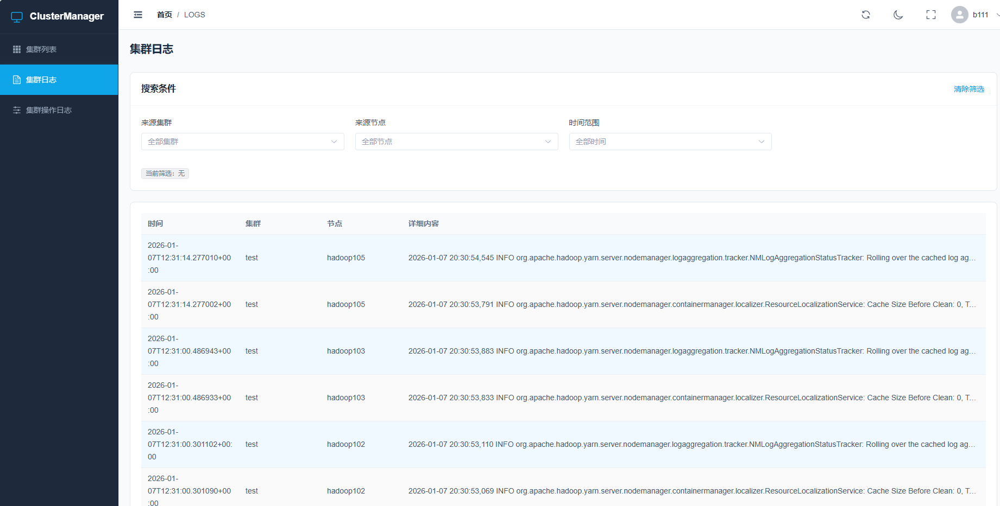 ClusterManager
集群列表
集群日志
集群操作日志
首页 / LOGS
b111
集群日志
搜索条件
清除筛选
来源集群
来源节点
时间范围
全部集群
全部节点
全部时间
当前筛选：无
时间 集群 节点 详细内容
2026-01-
07T12:31:14.277010+00 test hadoop105 2026-01-07 20:30:54,545 INFO org.apache.hadoop.yarn.server.nodemanager.logaggregation.tracker.NMLogAggregationStatusTracker: Rolling over the cached log ag...
:00
2026-01-
07T12:31:14.277002+00 test hadoop105 2026-01-07 20:30:53,791 INFO org.apache.hadoop.yarn.server.nodemanager.containermanager.localizer.ResourceLocalizationService: Cache Size Before Clean: 0, T...
:00
2026-01-
07T12:31:00.486943+00 test hadoop103 2026-01-07 20:30:53,883 INFO org.apache.hadoop.yarn.server.nodemanager.logaggregation.tracker.NMLogAggregationStatusTracker: Rolling over the cached log ag...
:00
2026-01-
07T12:31:00.486933+00 test hadoop103 2026-01-07 20:30:53,833 INFO org.apache.hadoop.yarn.server.nodemanager.containermanager.localizer.ResourceLocalizationService: Cache Size Before Clean: 0, T...
:00
2026-01-
07T12:31:00.301102+00: test hadoop102 2026-01-07 20:30:53,110 INFO org.apache.hadoop.yarn.server.nodemanager.logaggregation.tracker.NMLogAggregationStatusTracker: Rolling over the cached log ag...
00
2026-01-
07T12:31:00.301090+00 test hadoop102 2026-01-07 20:30:53,069 INFO org.apache.hadoop.yarn.server.nodemanager.containermanager.localizer.ResourceLocalizationService: Cache Size Before Clean: 0, T...
:00